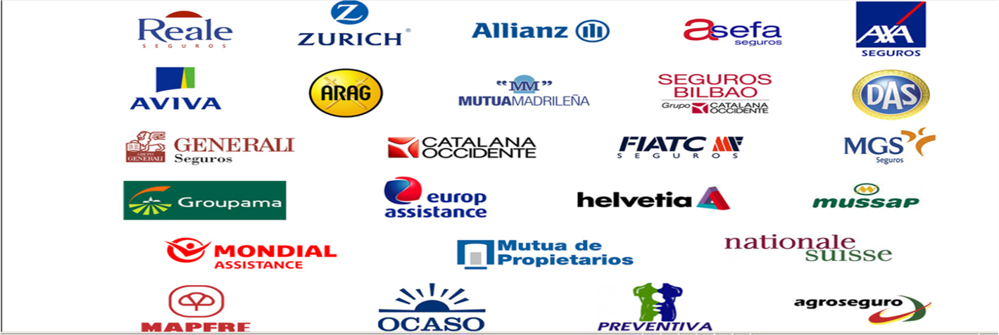 Reale
SEGUROS
ZURICH®
Allianz
asefa
seguros
AXA
SEGUROS
AVIVA
ARAG
“MM”
MUTUAMADRILEÑA
SEGUROS
BILBAO
Grupo CATALANA
OCCIDENTE
DAS
GRUPO
GENERALI
GENERALI
Seguros
CATALANA
OCCIDENTE
FIATC
SEGUROS
MGS
Seguros
Groupama
europ
assistance
helvetia
mussap
MONDIAL
ASSISTANCE
Mutua de
Propietarios
nationale
suisse
MAPFRE
OCASO
PREVENTIVA
agroseguro